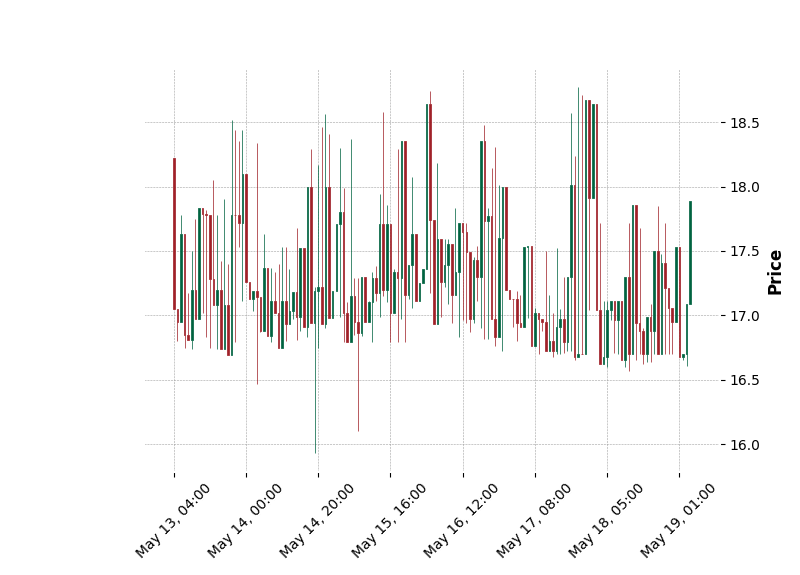 18.5
18.0
17.5
17.0
16.5
16.0
Price
May 13, 04:00
May 14, 00:00
May 14, 20:00
May 15, 16:00
May 16, 12:00
May 17, 08:00
May 18, 05:00
May 19, 01:00